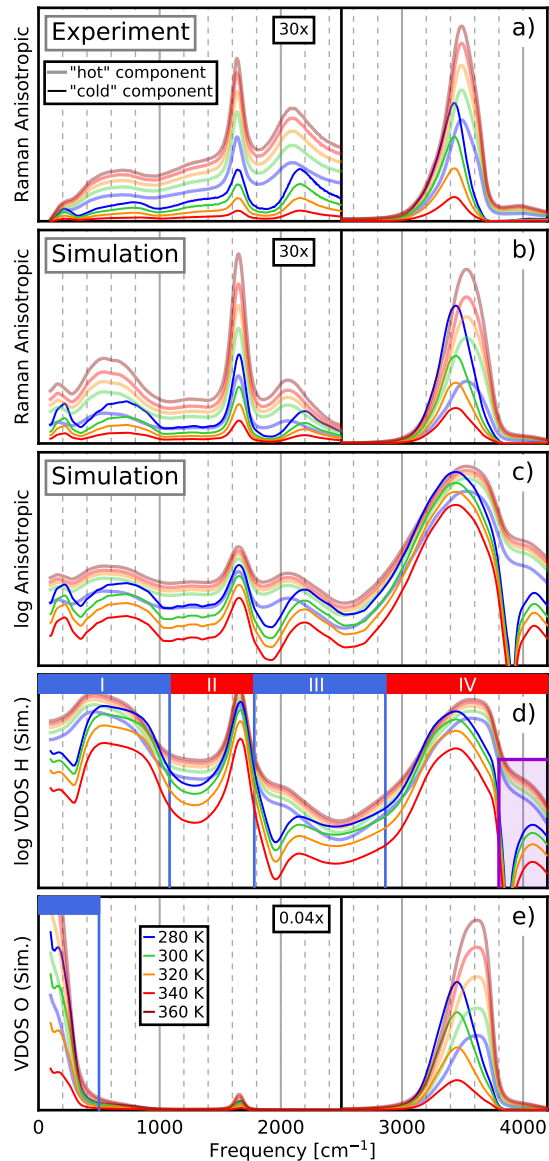 Experiment
30x
a)
"hot" component
"cold" component
Raman Anisotropic
Simulation
30x
b)
Raman Anisotropic
Simulation
c)
log Anisotropic
I II III IV
d)
log VDOS H (Sim.)
0.04x
e)
280 K
300 K
320 K
340 K
360 K
VDOS O (Sim.)
0 1000 2000 3000 4000
Frequency [cm⁻¹]